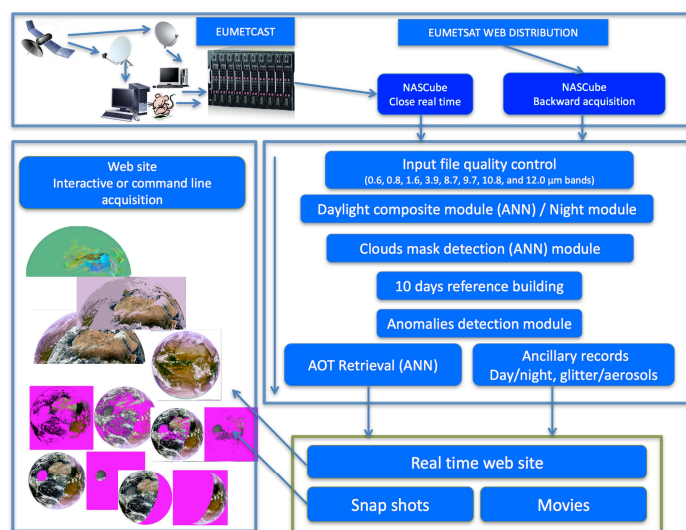 EUMETCAST
EUMETSAT WEB DISTRIBUTION
NASCube
Close real time
NASCube
Backward acquisition
Web site
Interactive or command line
acquisition
Input file quality control
(0.6, 0.8, 1.6, 3.9, 8.7, 9.7, 10.8, and 12.0 µm bands)
Daylight composite module (ANN) / Night module
Clouds mask detection (ANN) module
10 days reference building
Anomalies detection module
AOT Retrieval (ANN)
Ancillary records
Day/night, glitter/aerosols
Real time web site
Snap shots
Movies